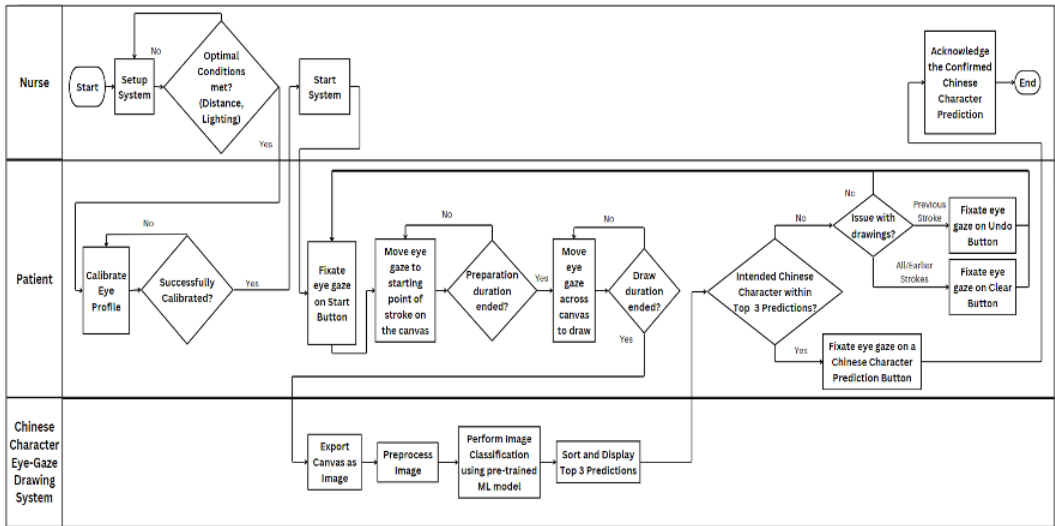 Nurse
Start
Setup
System
No
Optimal
Conditions
met?
(Distance,
Lighting)
Yes
Start
System
Acknowledge
the Confirmed
Chinese
Character
Prediction
End
Patient
No
Calibrate
Eye
Profile
Successfully
Calibrated?
Yes
Fixate
eye gaze
on Start
Button
No
Move eye
gaze to
starting
point of
stroke on
the canvas
Preparation
duration
ended?
Yes
No
Move
eye
gaze
across
canvas
to draw
Draw
duration
ended?
Yes
Intended Chinese
Character within
Top 3 Predictions?
No
No
Issue with
drawings?
Previous
Stroke
Fixate eye
gaze on Undo
Button
All/Earlier
Strokes
Fixate eye
gaze on Clear
Button
Yes
Fixate eye gaze on a
Chinese Character
Prediction Button
Chinese
Character
Eye-Gaze
Drawing
System
Export
Canvas as
Image
Preprocess
Image
Perform Image
Classification
using pre-trained
ML model
Sort and Display
Top 3 Predictions